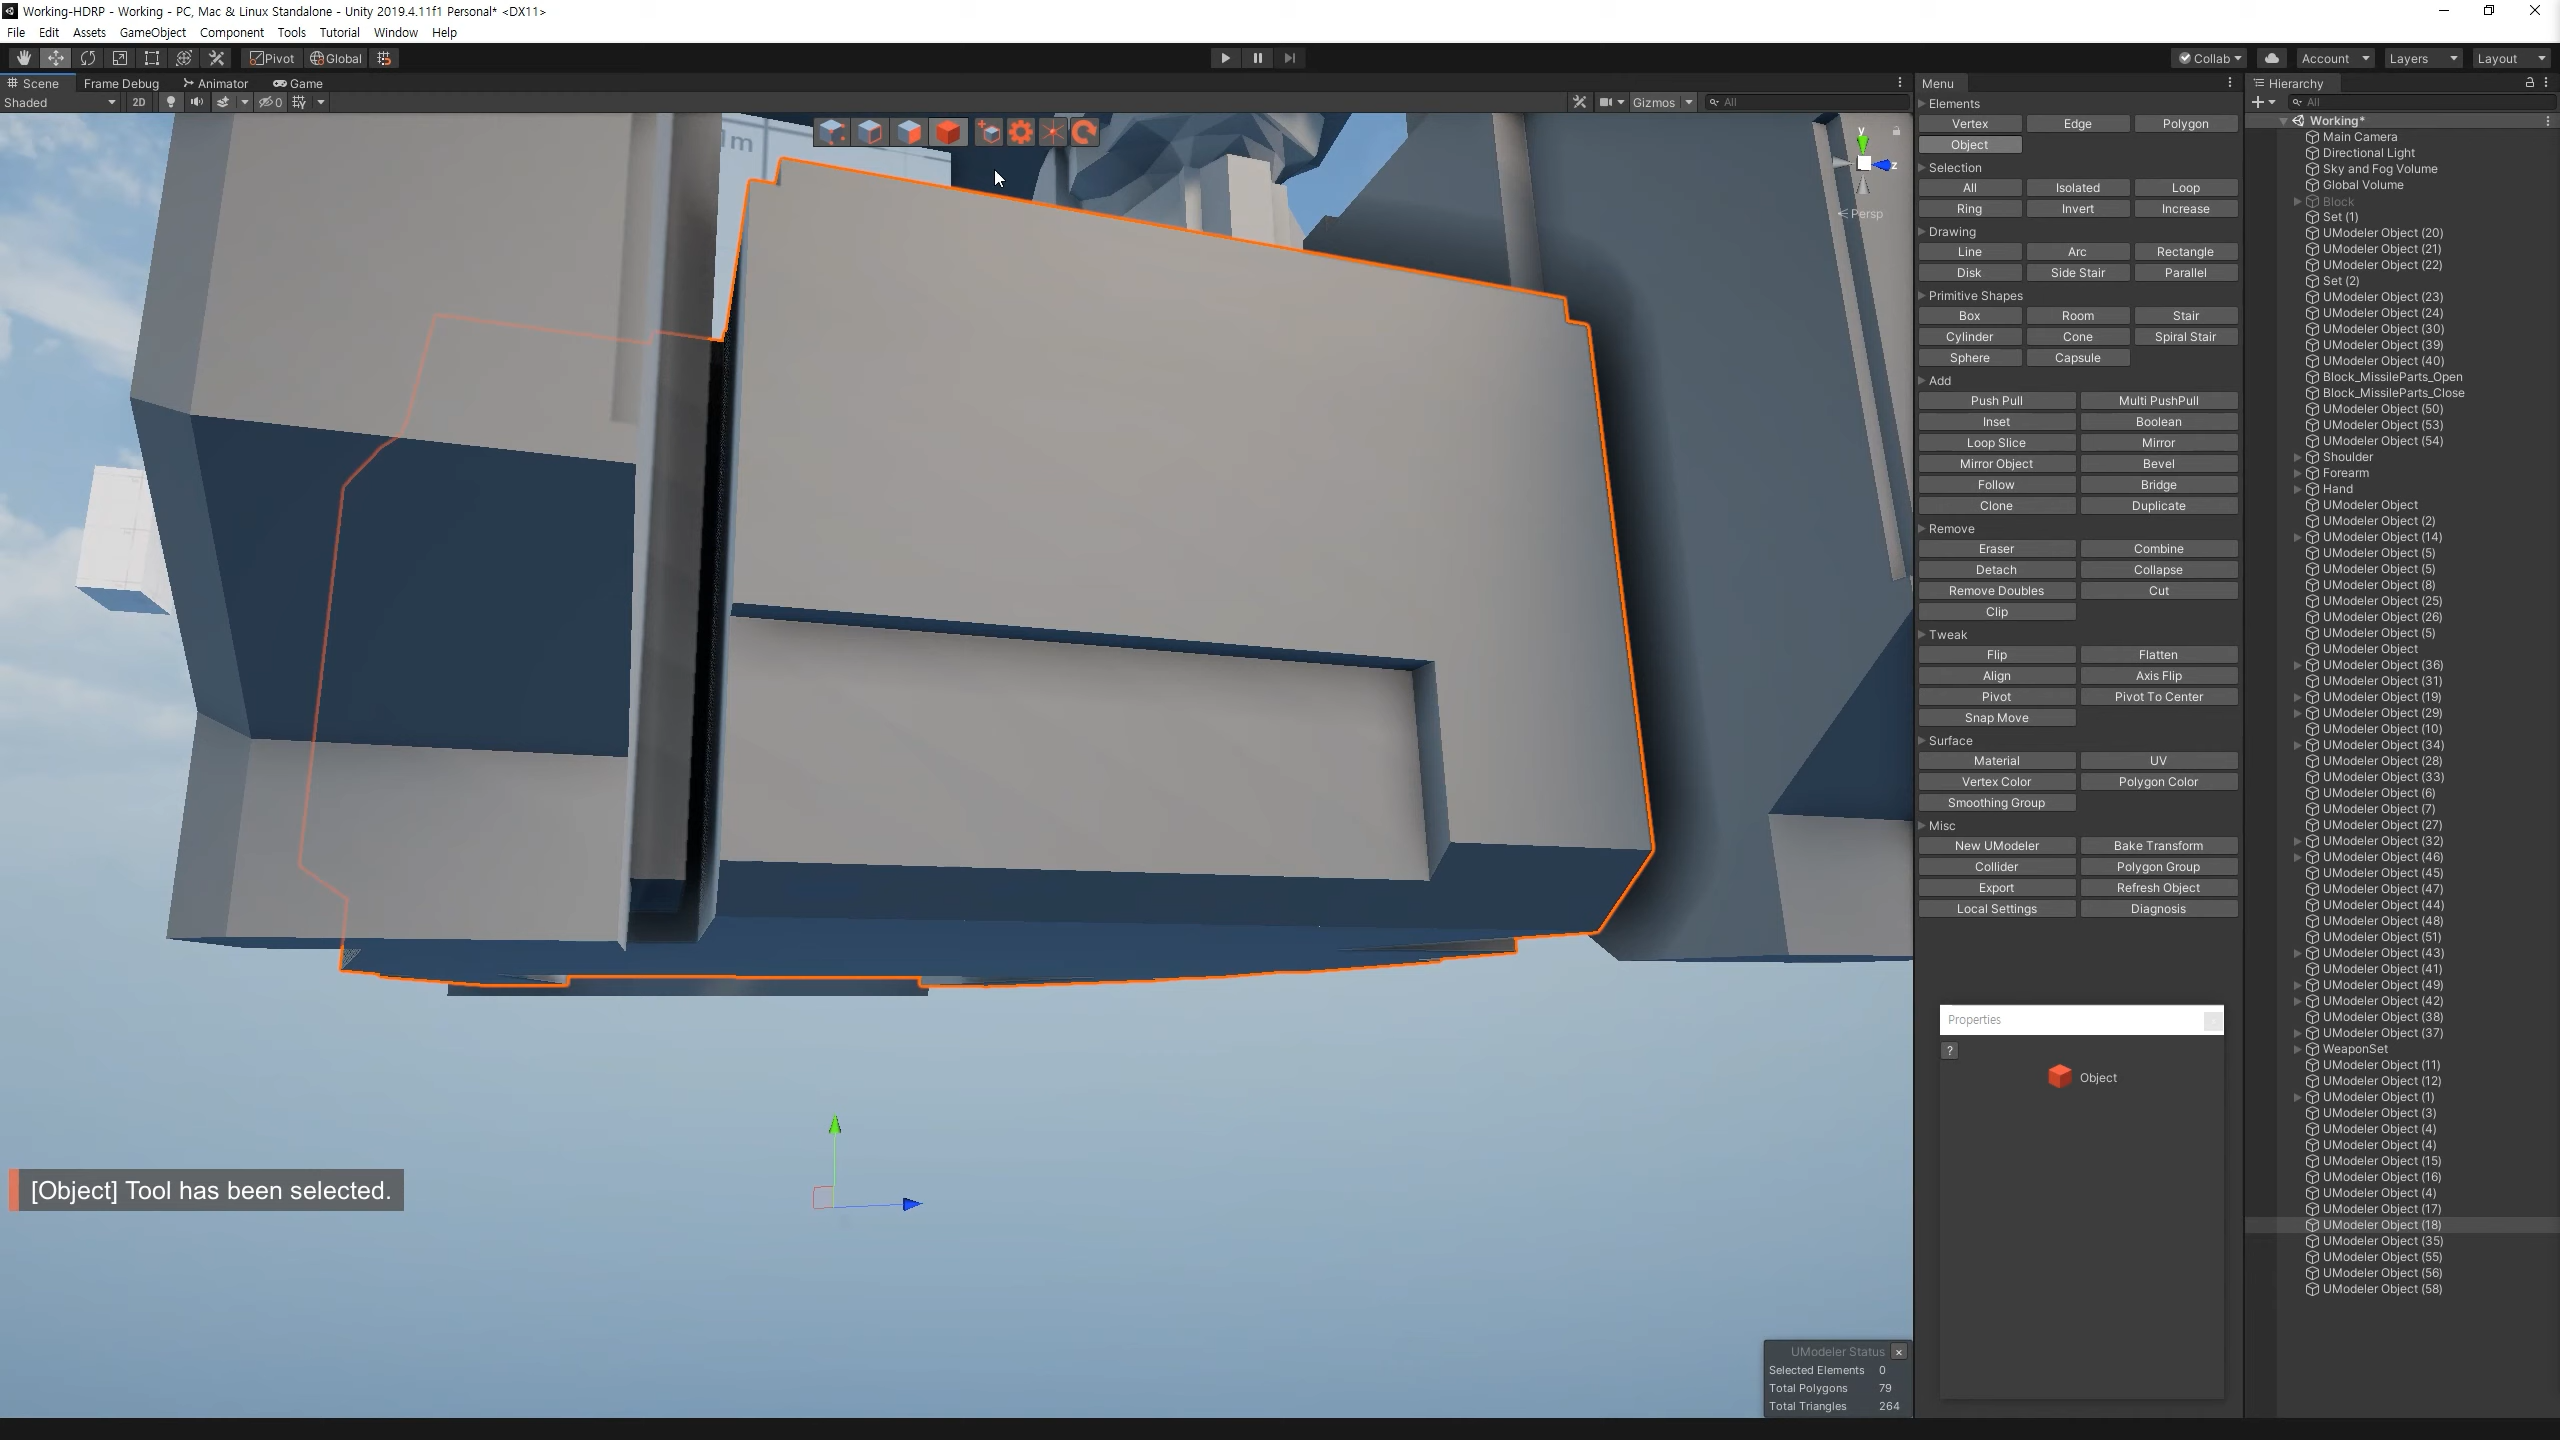 Working-HDRP - Working - PC, Mac & Linux Standalone - Unity 2019.4.11f1 Personal* <DX11>
File Edit Assets GameObject Component Tools Tutorial Window Help
Pivot Global Collab Account Layers Layout
Scene Frame Debug Animator Game
Shaded 2D 0 Gizmos All
1m
y
z
Persp
[Object] Tool has been selected.
UModeler Status
Selected Elements 0
Total Polygons 79
Total Triangles 264
Menu
Elements
Vertex Edge Polygon
Object
Selection
All Isolated Loop
Ring Invert Increase
Drawing
Line Arc Rectangle
Disk Side Stair Parallel
Primitive Shapes
Box Room Stair
Cylinder Cone Spiral Stair
Sphere Capsule
Add
Push Pull Multi PushPull
Inset Boolean
Loop Slice Mirror
Mirror Object Bevel
Follow Bridge
Clone Duplicate
Remove
Eraser Combine
Detach Collapse
Remove Doubles Cut
Clip
Tweak
Flip Flatten
Align Axis Flip
Pivot Pivot To Center
Snap Move
Surface
Material UV
Vertex Color Polygon Color
Smoothing Group
Misc
New UModeler Bake Transform
Collider Polygon Group
Export Refresh Object
Local Settings Diagnosis
Properties
?
Object
Hierarchy
All
Working*
Main Camera
Directional Light
Sky and Fog Volume
Global Volume
Block
Set (1)
UModeler Object (20)
UModeler Object (21)
UModeler Object (22)
Set (2)
UModeler Object (23)
UModeler Object (24)
UModeler Object (30)
UModeler Object (39)
UModeler Object (40)
Block_MissileParts_Open
Block_MissileParts_Close
UModeler Object (50)
UModeler Object (53)
UModeler Object (54)
Shoulder
Forearm
Hand
UModeler Object
UModeler Object (2)
UModeler Object (14)
UModeler Object (5)
UModeler Object (5)
UModeler Object (8)
UModeler Object (25)
UModeler Object (26)
UModeler Object (5)
UModeler Object
UModeler Object (36)
UModeler Object (31)
UModeler Object (19)
UModeler Object (29)
UModeler Object (10)
UModeler Object (34)
UModeler Object (28)
UModeler Object (33)
UModeler Object (6)
UModeler Object (7)
UModeler Object (27)
UModeler Object (32)
UModeler Object (46)
UModeler Object (45)
UModeler Object (47)
UModeler Object (44)
UModeler Object (48)
UModeler Object (51)
UModeler Object (43)
UModeler Object (41)
UModeler Object (49)
UModeler Object (42)
UModeler Object (38)
UModeler Object (37)
WeaponSet
UModeler Object (11)
UModeler Object (12)
UModeler Object (1)
UModeler Object (3)
UModeler Object (4)
UModeler Object (4)
UModeler Object (15)
UModeler Object (16)
UModeler Object (4)
UModeler Object (17)
UModeler Object (18)
UModeler Object (35)
UModeler Object (55)
UModeler Object (56)
UModeler Object (58)